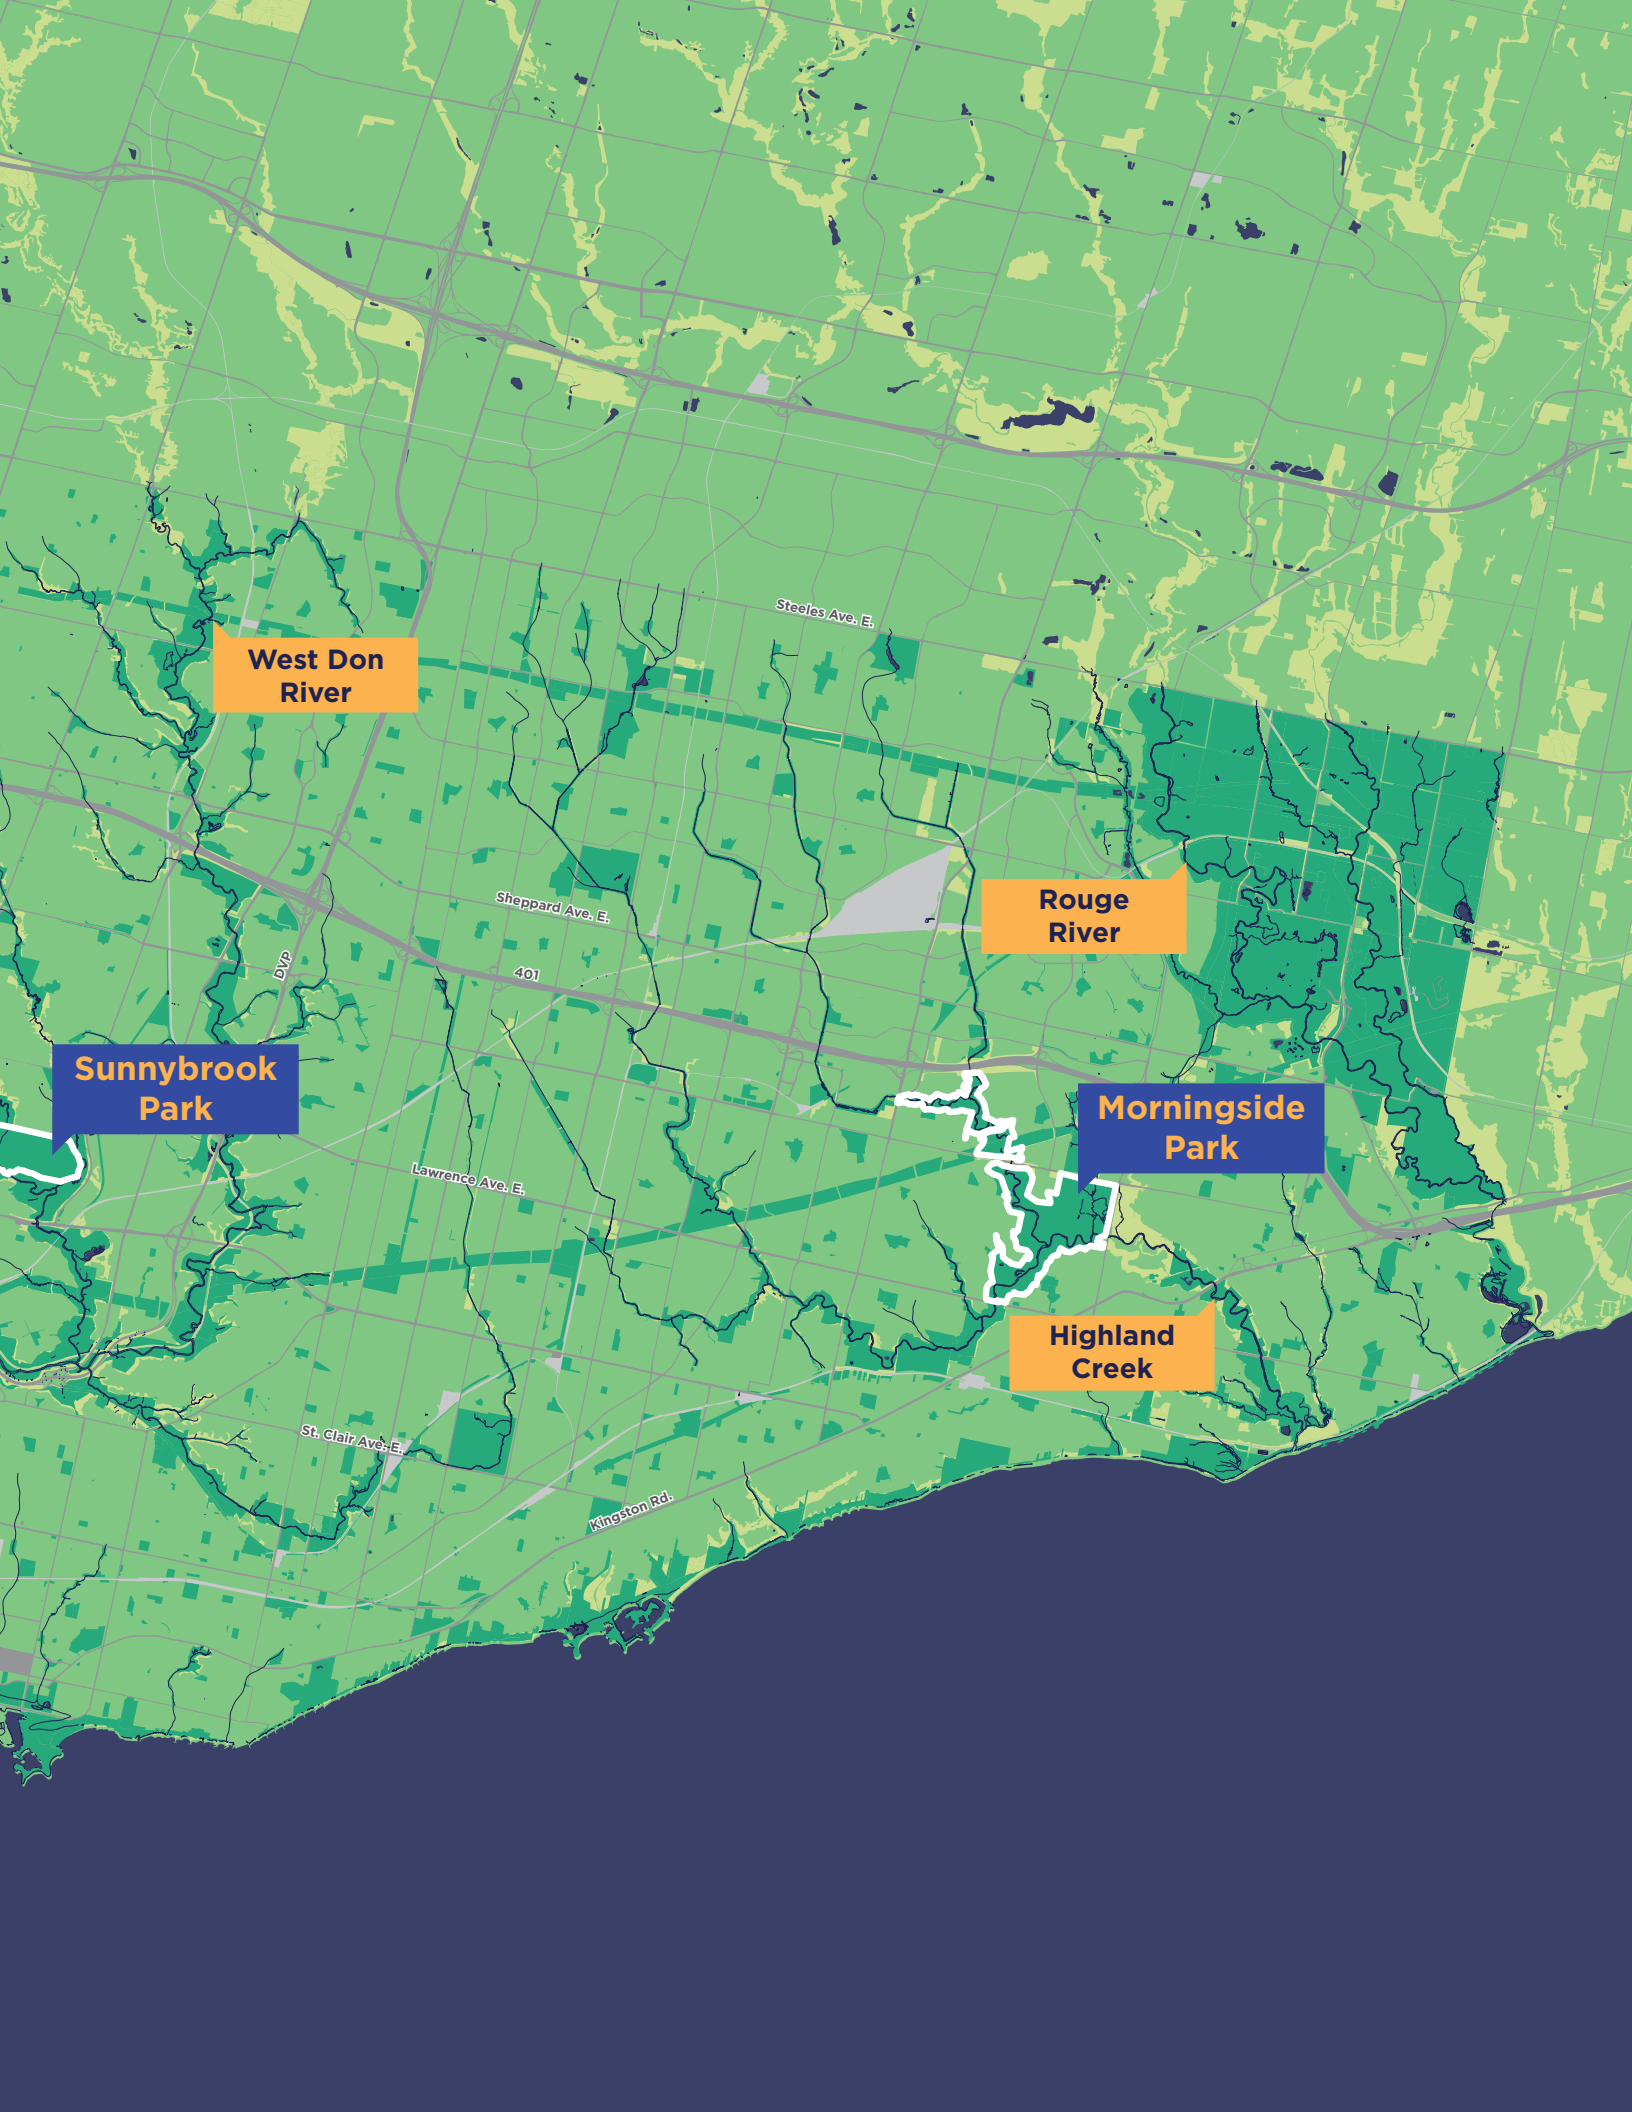 Steeles Ave. E.
West Don
River
Rouge
River
Sheppard Ave. E.
DVP
401
Sunnybrook
Park
Morningside
Park
Lawrence Ave. E.
Highland
Creek
St. Clair Ave. E.
Kingston Rd.